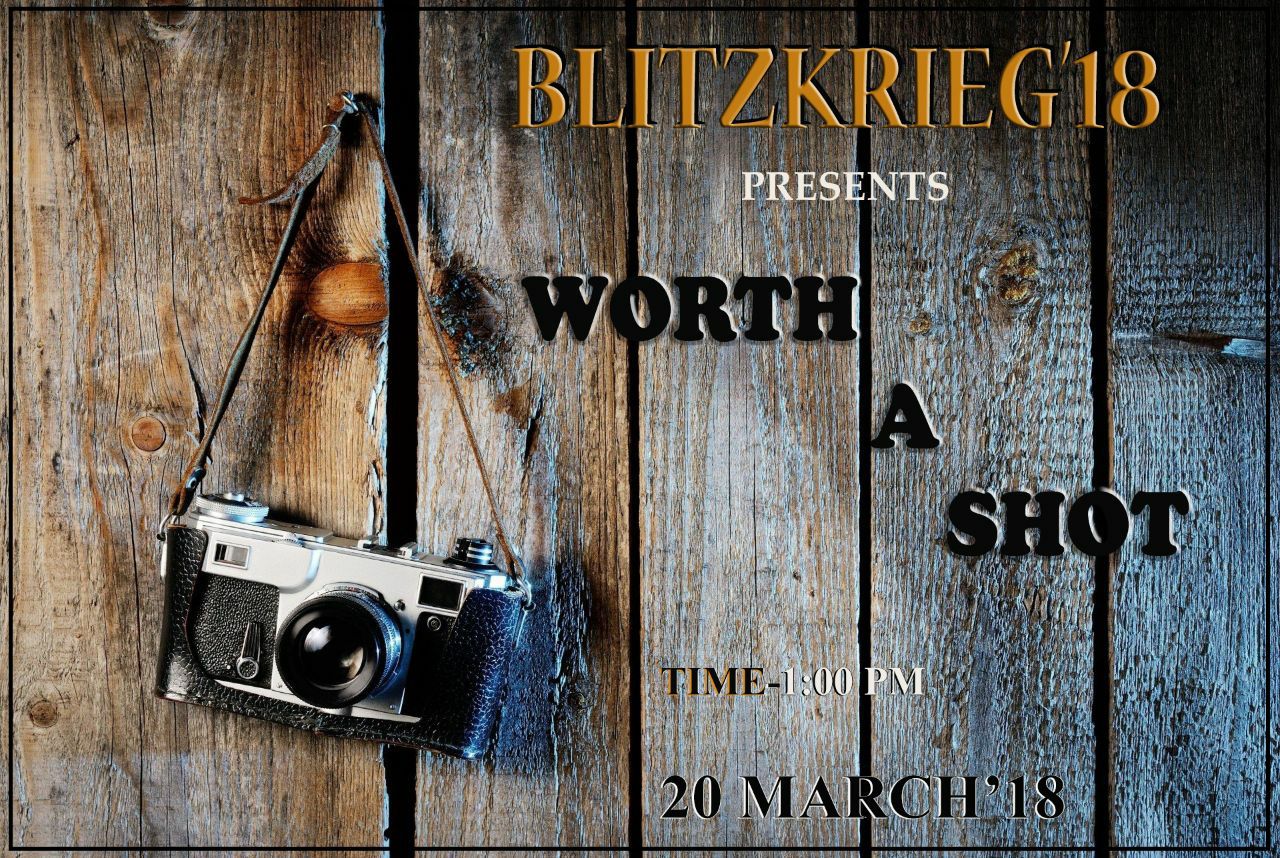 BLITZKRIEG'18
PRESENTS
WORTH
A
SHOT
TIME-1:00 PM
20 MARCH’18